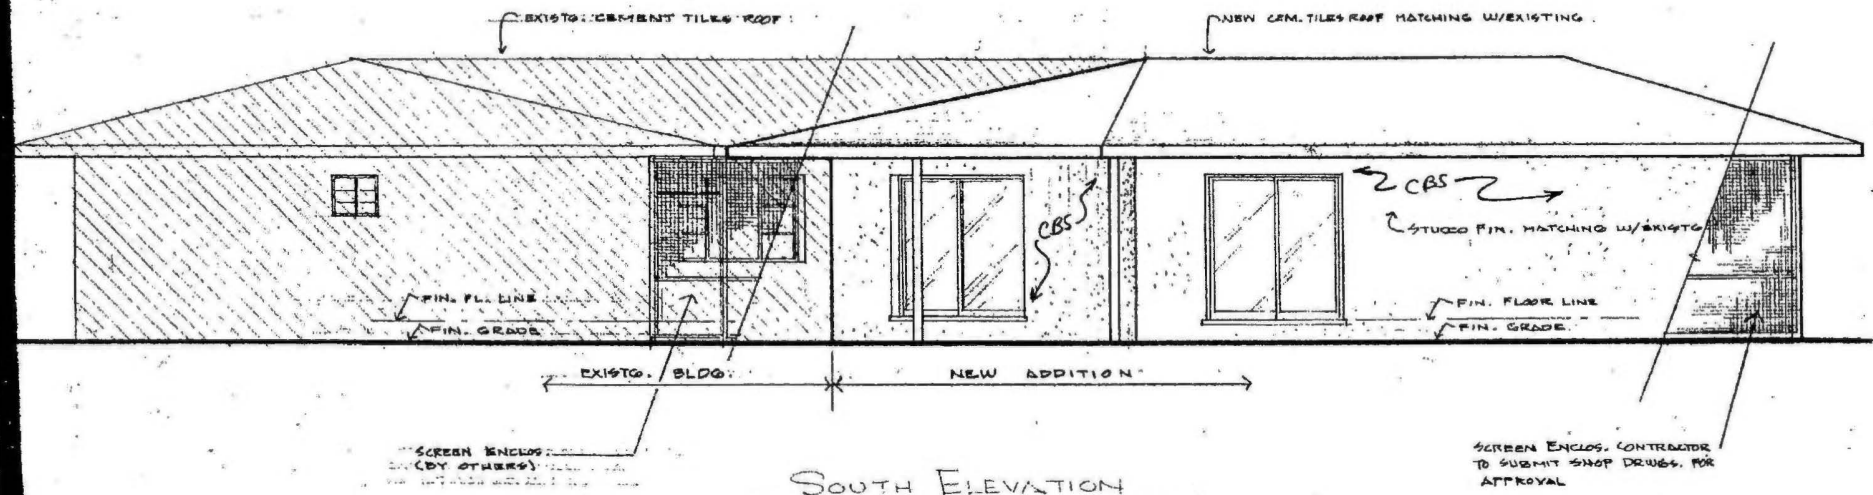 EXISTG. CEMENT TILES ROOF
NEW CEM. TILES ROOF MATCHING W/EXISTING
CBS
CBS
STUCCO FIN. MATCHING W/EXISTG
FIN. FL. LINE
FIN. GRADE
FIN. FLOOR LINE
FIN. GRADE
EXISTG. BLDG.
NEW ADDITION
SCREEN ENCLOS.
(BY OTHERS)
SCREEN ENCLOS. CONTRACTOR
TO SUBMIT SHOP DRWGS. FOR
APPROVAL
SOUTH ELEVATION